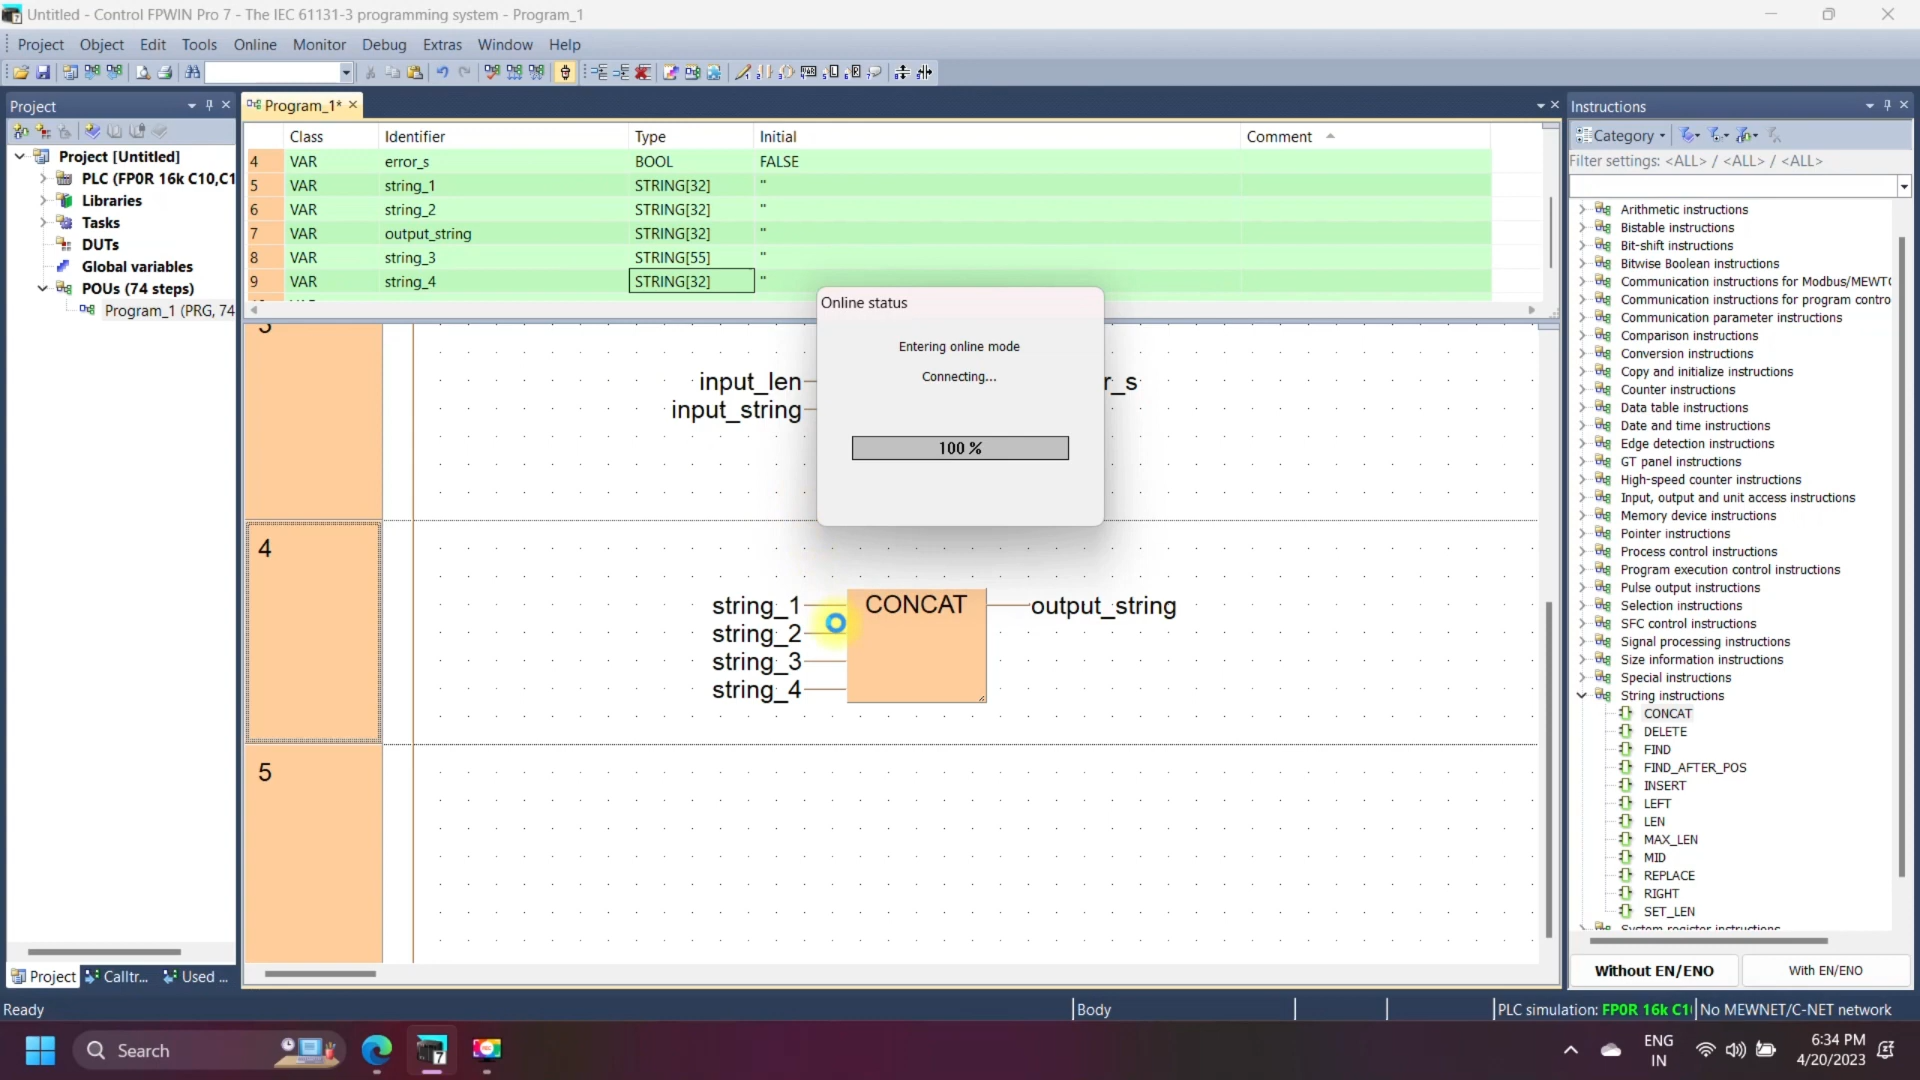 Untitled - Control FPWIN Pro 7 - The IEC 61131-3 programming system - Program_1
Project Object Edit Tools Online Monitor Debug Extras Window Help
Project
Project [Untitled]
PLC (FP0R 16k C10,C1
Libraries
Tasks
DUTs
Global variables
POUs (74 steps)
Program_1 (PRG, 74
Project Calltr... Used ...
Program_1*
Class Identifier Type Initial Comment
4 VAR error_s BOOL FALSE
5 VAR string_1 STRING[32] "
6 VAR string_2 STRING[32] "
7 VAR output_string STRING[32] "
8 VAR string_3 STRING[55] "
9 VAR string_4 STRING[32] "
Online status
Entering online mode
Connecting...
100 %
3
input_len
input_string
r_s
4
CONCAT
string_1
string_2
string_3
string_4
output_string
5
Instructions
Category
Filter settings: <ALL> / <ALL> / <ALL>
Arithmetic instructions
Bistable instructions
Bit-shift instructions
Bitwise Boolean instructions
Communication instructions for Modbus/MEWT
Communication instructions for program contro
Communication parameter instructions
Comparison instructions
Conversion instructions
Copy and initialize instructions
Counter instructions
Data table instructions
Date and time instructions
Edge detection instructions
GT panel instructions
High-speed counter instructions
Input, output and unit access instructions
Memory device instructions
Pointer instructions
Process control instructions
Program execution control instructions
Pulse output instructions
Selection instructions
SFC control instructions
Signal processing instructions
Size information instructions
Special instructions
String instructions
CONCAT
DELETE
FIND
FIND_AFTER_POS
INSERT
LEFT
LEN
MAX_LEN
MID
REPLACE
RIGHT
SET_LEN
System register instructions
Without EN/ENO With EN/ENO
Ready Body PLC simulation: FP0R 16k C1 No MEWNET/C-NET network
Search
ENG
IN
6:34 PM
4/20/2023